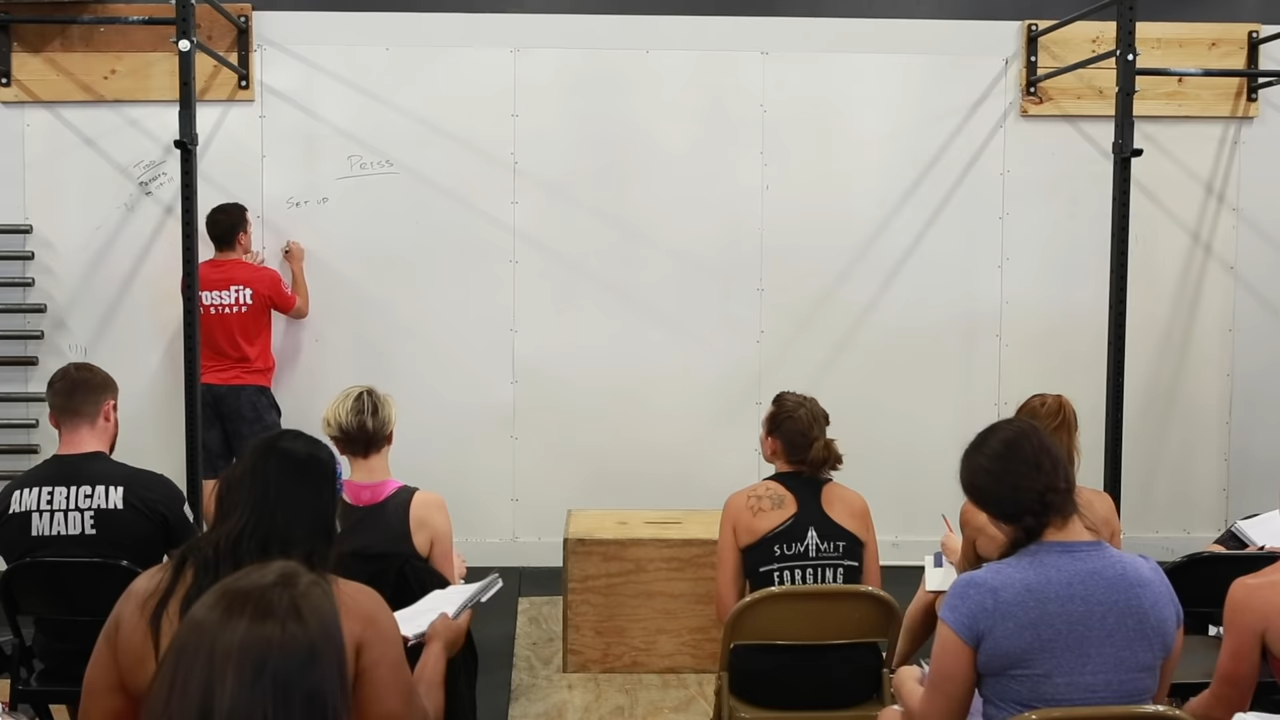 Press
SET UP
rossFit
STAFF
AMERICAN
MADE
SUMMIT
FORGING